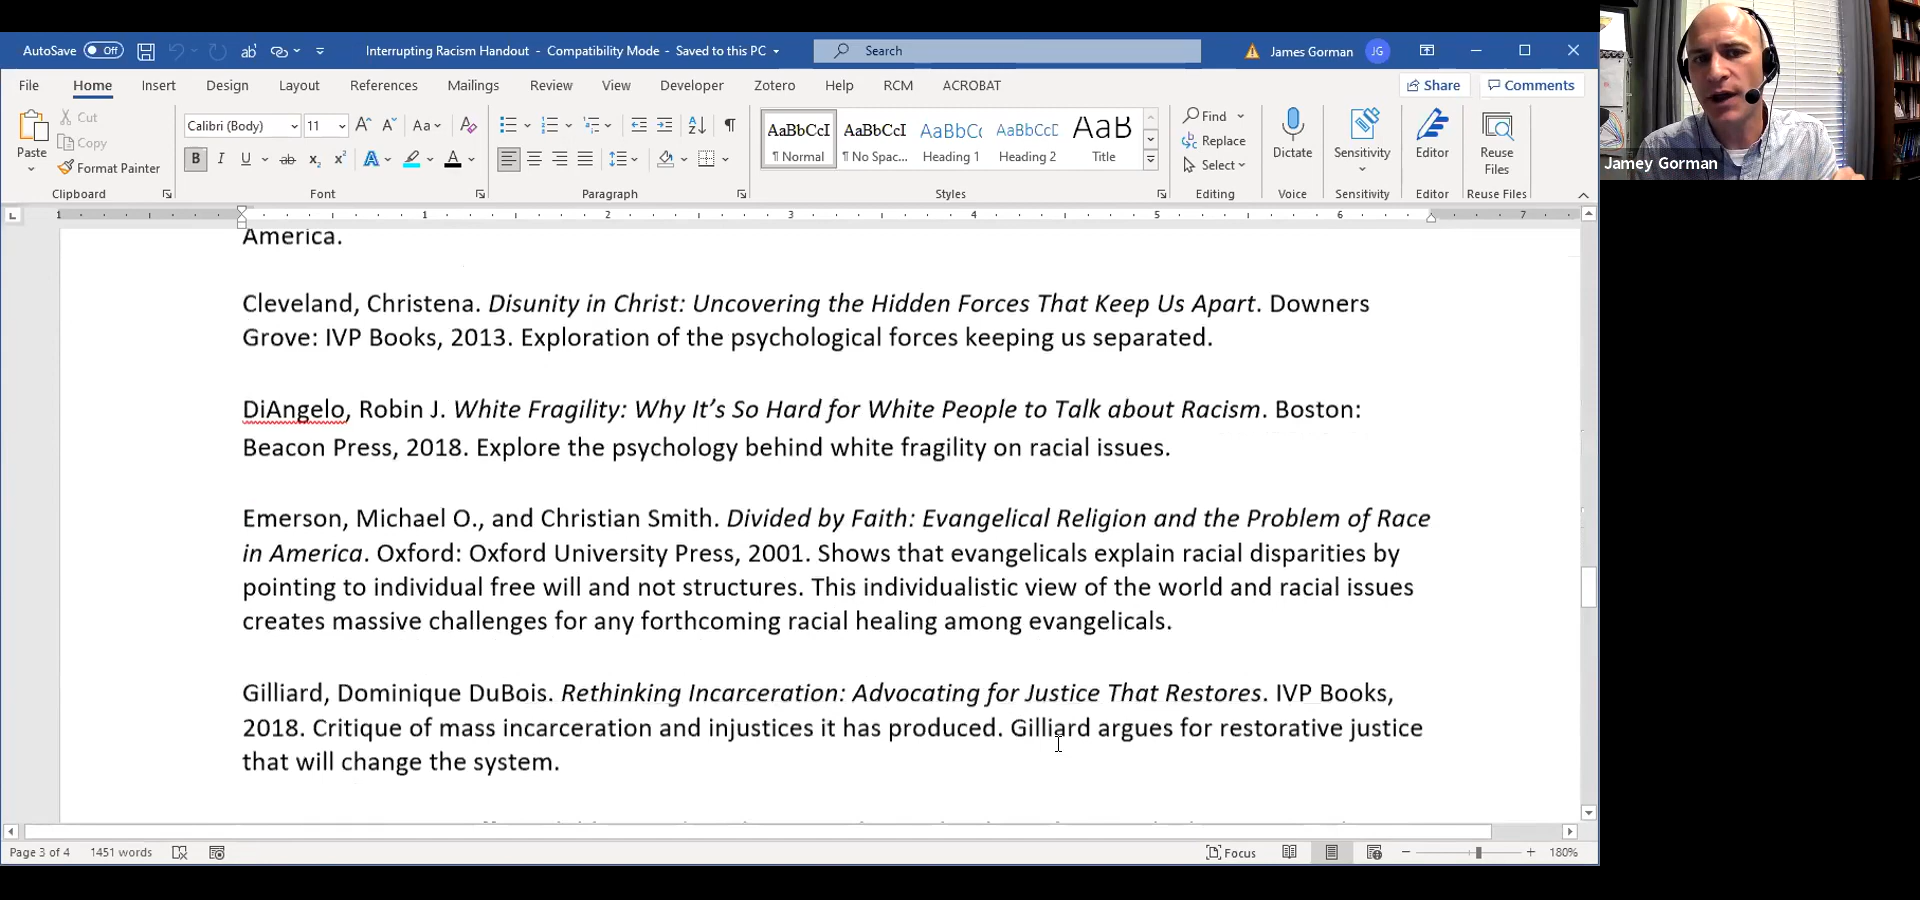 AutoSave Off
Interrupting Racism Handout - Compatibility Mode - Saved to this PC
Search
James Gorman JG
File Home Insert Design Layout References Mailings Review View Developer Zotero Help RCM ACROBAT
Share Comments
Paste
Cut
Copy
Format Painter
Clipboard
Calibri (Body) 11
Font
Paragraph
AaBbCcI AaBbCcI AaBbCc AaBbCcD AaB
¶ Normal ¶ No Spac... Heading 1 Heading 2 Title
Styles
Find
Replace
Select
Editing
Dictate
Voice
Sensitivity
Sensitivity
Editor
Editor
Reuse Files
Reuse Files
Jamey Gorman
1 1 2 3 4 5 6 7
America.
Cleveland, Christena. Disunity in Christ: Uncovering the Hidden Forces That Keep Us Apart. Downers
Grove: IVP Books, 2013. Exploration of the psychological forces keeping us separated.
DiAngelo, Robin J. White Fragility: Why It’s So Hard for White People to Talk about Racism. Boston:
Beacon Press, 2018. Explore the psychology behind white fragility on racial issues.
Emerson, Michael O., and Christian Smith. Divided by Faith: Evangelical Religion and the Problem of Race
in America. Oxford: Oxford University Press, 2001. Shows that evangelicals explain racial disparities by
pointing to individual free will and not structures. This individualistic view of the world and racial issues
creates massive challenges for any forthcoming racial healing among evangelicals.
Gilliard, Dominique DuBois. Rethinking Incarceration: Advocating for Justice That Restores. IVP Books,
2018. Critique of mass incarceration and injustices it has produced. Gilliard argues for restorative justice
that will change the system.
Page 3 of 4 1451 words
Focus
180%